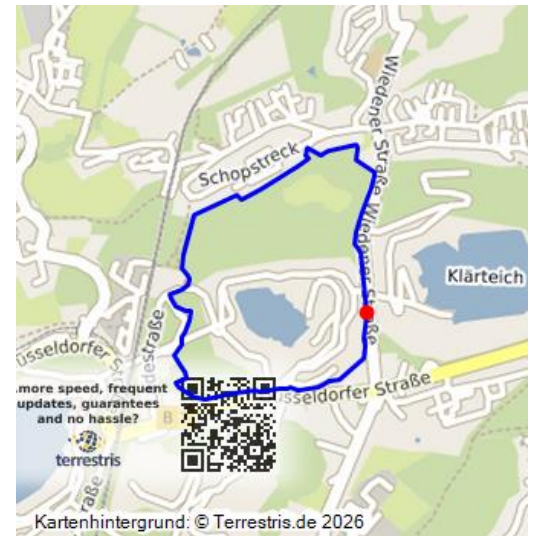 Wiedener Straße
Wiedener Straße
Schopstreck
Klärteich
destraße
üsseldorfer S
more speed, frequent
updates, guarantees
and no hassle?
üsseldorfer Straße
B
terrestris
raße
Kartenhintergrund: © Terrestris.de 2026